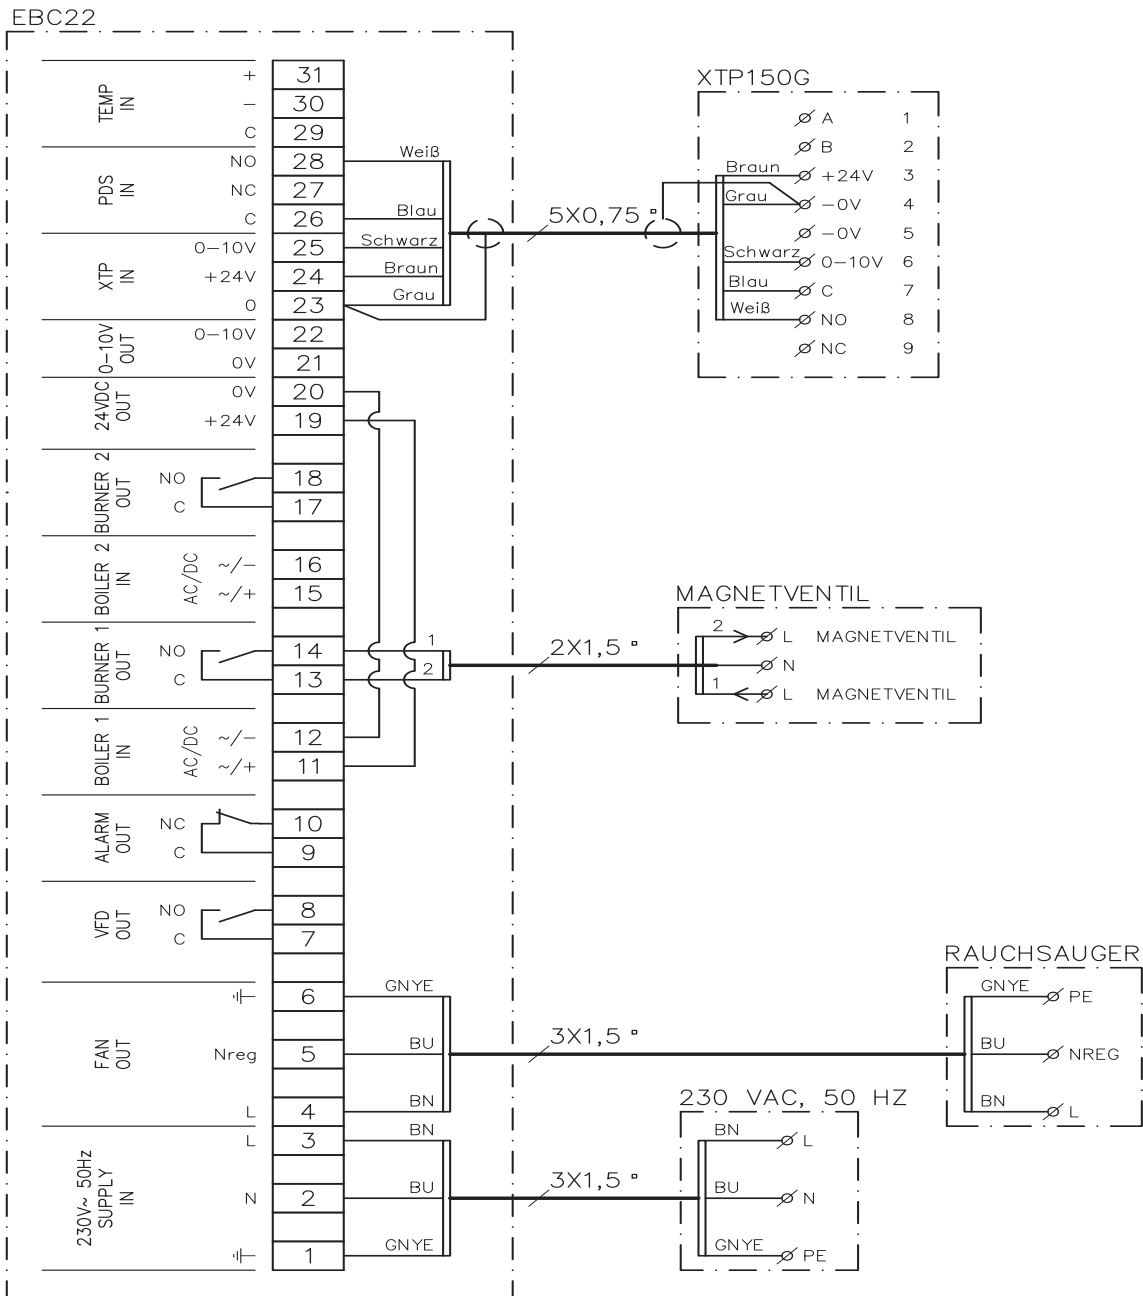 EBC22
TEMP
IN
+ 31
− 30
C 29
PDS
IN
NO 28 Weiß
NC 27
C 26 Blau
XTP
IN
0−10V 25 Schwarz
+24V 24 Braun
0 23 Grau
0−10V
OUT
0−10V 22
0V 21
24VDC
OUT
0V 20
+24V 19
BURNER 2
OUT
NO 18
C 17
BOILER 2
IN
AC/DC
~/− 16
~/+ 15
BURNER 1
OUT
NO 14 1
C 13 2
BOILER 1
IN
AC/DC
~/− 12
~/+ 11
ALARM
OUT
NC 10
C 9
VFD
OUT
NO 8
C 7
FAN
OUT
6 GNYE
Nreg 5 BU
L 4 BN
230V~ 50Hz
SUPPLY
IN
L 3 BN
N 2 BU
1 GNYE
5X0,75 ▫
XTP150G
A 1
B 2
Braun +24V 3
Grau −0V 4
−0V 5
Schwarz 0−10V 6
Blau C 7
Weiß NO 8
NC 9
2X1,5 ▫
MAGNETVENTIL
2 L MAGNETVENTIL
N
1 L MAGNETVENTIL
3X1,5 ▫
RAUCHSAUGER
GNYE PE
BU NREG
BN L
3X1,5 ▫
230 VAC, 50 HZ
BN L
BU N
GNYE PE